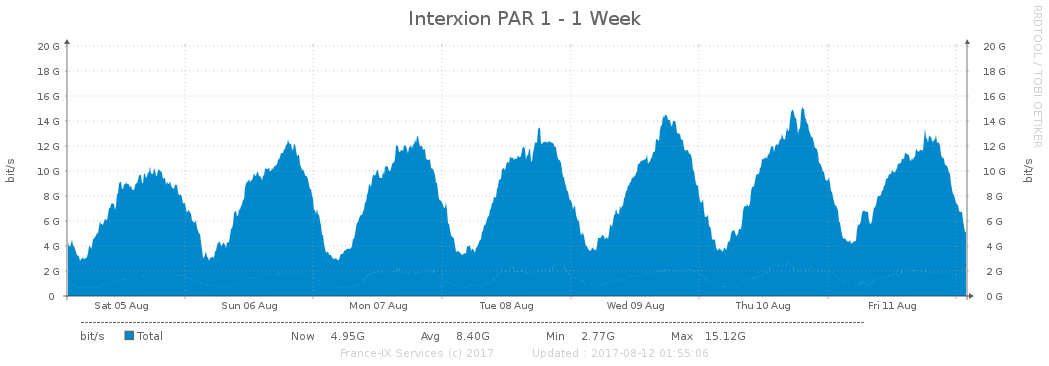 Interxion PAR 1 - 1 Week
RRDTOOL / TOBI OETIKER
20 G 20 G
18 G 18 G
16 G 16 G
14 G 14 G
12 G 12 G
10 G 10 G
8 G 8 G
6 G 6 G
4 G 4 G
2 G 2 G
0 0 G
bit/s
bit/s
Sat 05 Aug Sun 06 Aug Mon 07 Aug Tue 08 Aug Wed 09 Aug Thu 10 Aug Fri 11 Aug
bit/s Total Now 4.95G Avg 8.40G Min 2.77G Max 15.12G
France-IX Services (c) 2017 Updated : 2017-08-12 01:55:06